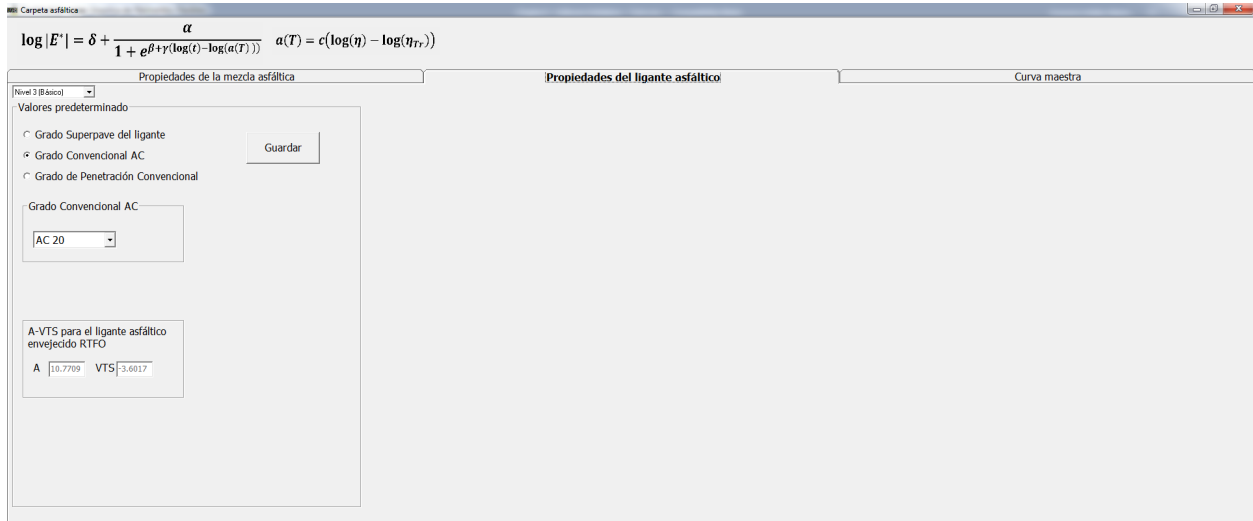 Carpeta asfáltica
log|E*| = δ + α / (1 + e^(β+γ(log(t)−log(a(T))))) a(T) = c(log(η) − log(η_Tr))
Propiedades de la mezcla asfáltica Propiedades del ligante asfáltico Curva maestra
Nivel 3 (Básico)
Valores predeterminado
Grado Superpave del ligante
Guardar
Grado Convencional AC
Grado de Penetración Convencional
Grado Convencional AC
AC 20
A-VTS para el ligante asfáltico
envejecido RTFO
A 10.7709 VTS -3.6017